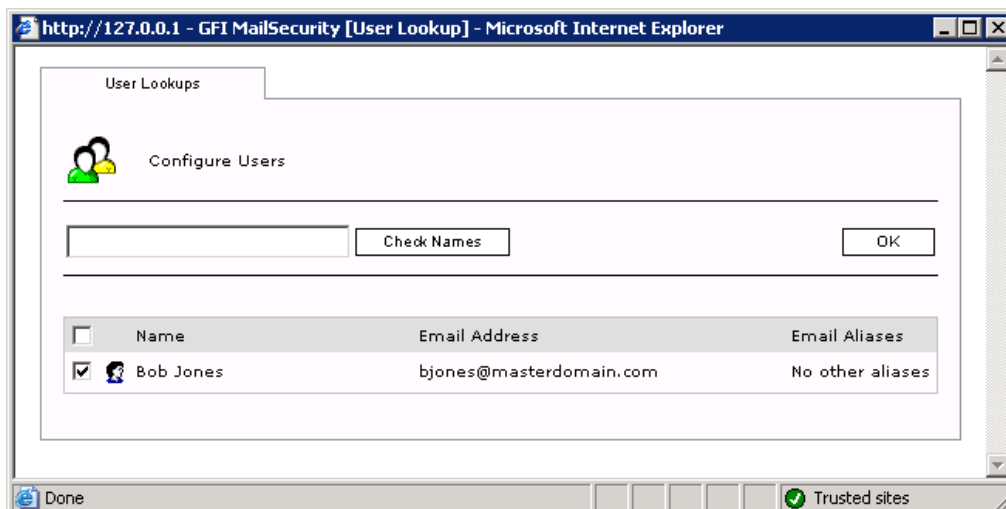 http://127.0.0.1 - GFI MailSecurity [User Lookup] - Microsoft Internet Explorer
User Lookups
Configure Users
Check Names OK
Name Email Address Email Aliases
Bob Jones bjones@masterdomain.com No other aliases
Done Trusted sites